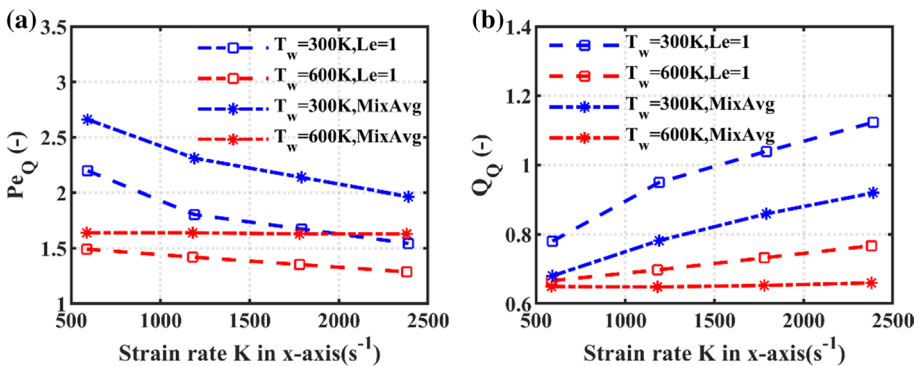 (a)
3.5
3
2.5
2
1.5
1
Pe_Q (-)
T_w=300K,Le=1
T_w=600K,Le=1
T_w=300K,MixAvg
T_w=600K,MixAvg
500 1000 1500 2000 2500
Strain rate K in x-axis(s^-1)
(b)
1.4
1.2
1
0.8
0.6
Q_Q (-)
T_w=300K,Le=1
T_w=600K,Le=1
T_w=300K,MixAvg
T_w=600K,MixAvg
500 1000 1500 2000 2500
Strain rate K in x-axis(s^-1)